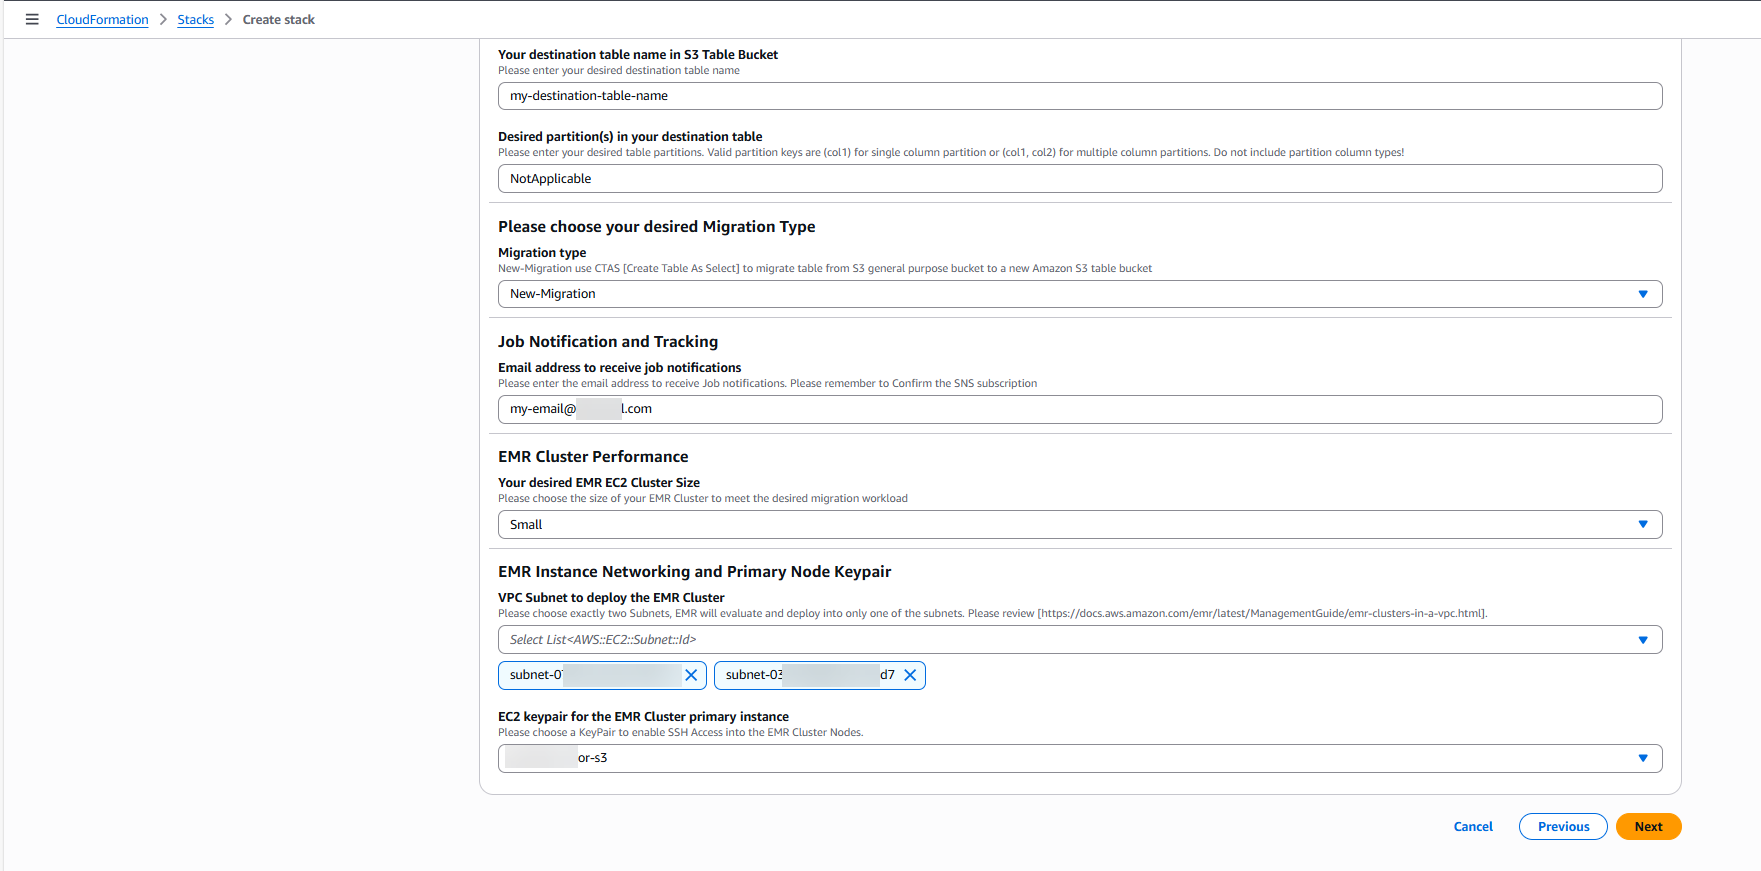 CloudFormation > Stacks > Create stack
Your destination table name in S3 Table Bucket
Please enter your desired destination table name
my-destination-table-name
Desired partition(s) in your destination table
Please enter your desired table partitions. Valid partition keys are (col1) for single column partition or (col1, col2) for multiple column partitions. Do not include partition column types!
NotApplicable
Please choose your desired Migration Type
Migration type
New-Migration use CTAS [Create Table As Select] to migrate table from S3 general purpose bucket to a new Amazon S3 table bucket
New-Migration
Job Notification and Tracking
Email address to receive job notifications
Please enter the email address to receive Job notifications. Please remember to Confirm the SNS subscription
my-email@ l.com
EMR Cluster Performance
Your desired EMR EC2 Cluster Size
Please choose the size of your EMR Cluster to meet the desired migration workload
Small
EMR Instance Networking and Primary Node Keypair
VPC Subnet to deploy the EMR Cluster
Please choose exactly two Subnets, EMR will evaluate and deploy into only one of the subnets. Please review [https://docs.aws.amazon.com/emr/latest/ManagementGuide/emr-clusters-in-a-vpc.html].
Select List<AWS::EC2::Subnet::Id>
subnet-0 subnet-03 d7
EC2 keypair for the EMR Cluster primary instance
Please choose a KeyPair to enable SSH Access into the EMR Cluster Nodes.
or-s3
Cancel Previous Next